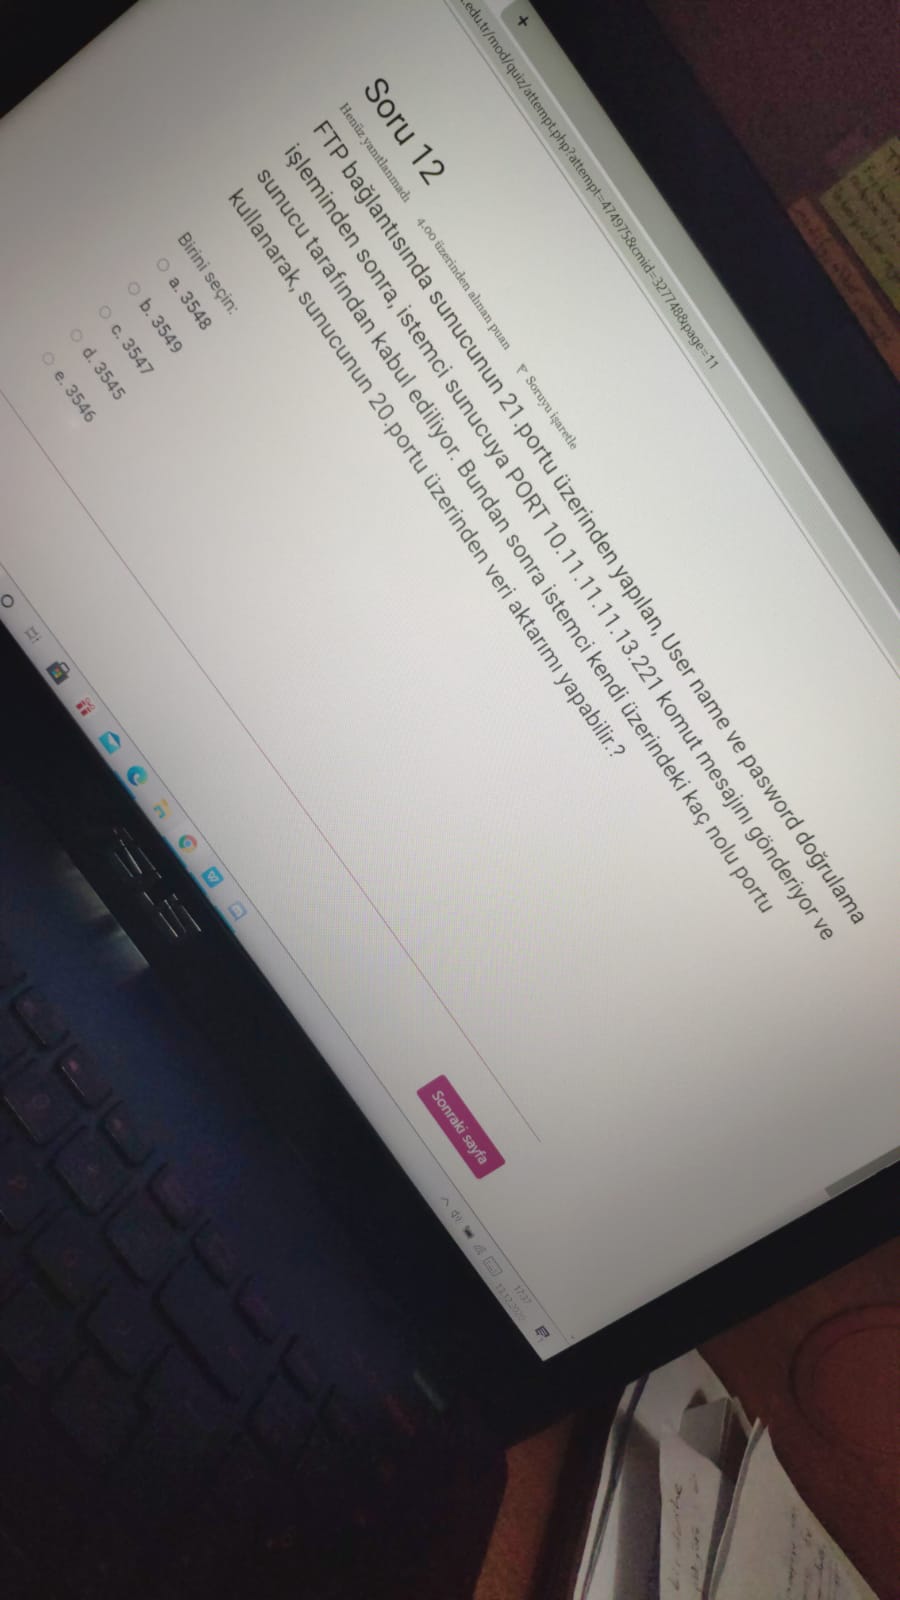 .edu.tr/mod/quiz/attempt.php?attempt=474975&cmid=327748&page=11
Soru 12
Henüz yanıtlanmadı 4,00 üzerinden alınan puan Soruyu işaretle
FTP bağlantısında sunucunun 21.portu üzerinden yapılan, User name ve pasword doğrulama
işleminden sonra, istemci sunucuya PORT 10.11.11.11.13.221 komut mesajını gönderiyor ve
sunucu tarafından kabul ediliyor. Bundan sonra istemci kendi üzerindeki kaç nolu portu
kullanarak, sunucunun 20.portu üzerinden veri aktarımı yapabilir.?
Birini seçin:
a. 3548
b. 3549
c. 3547
d. 3545
e. 3546
Sonraki sayfa
17:37